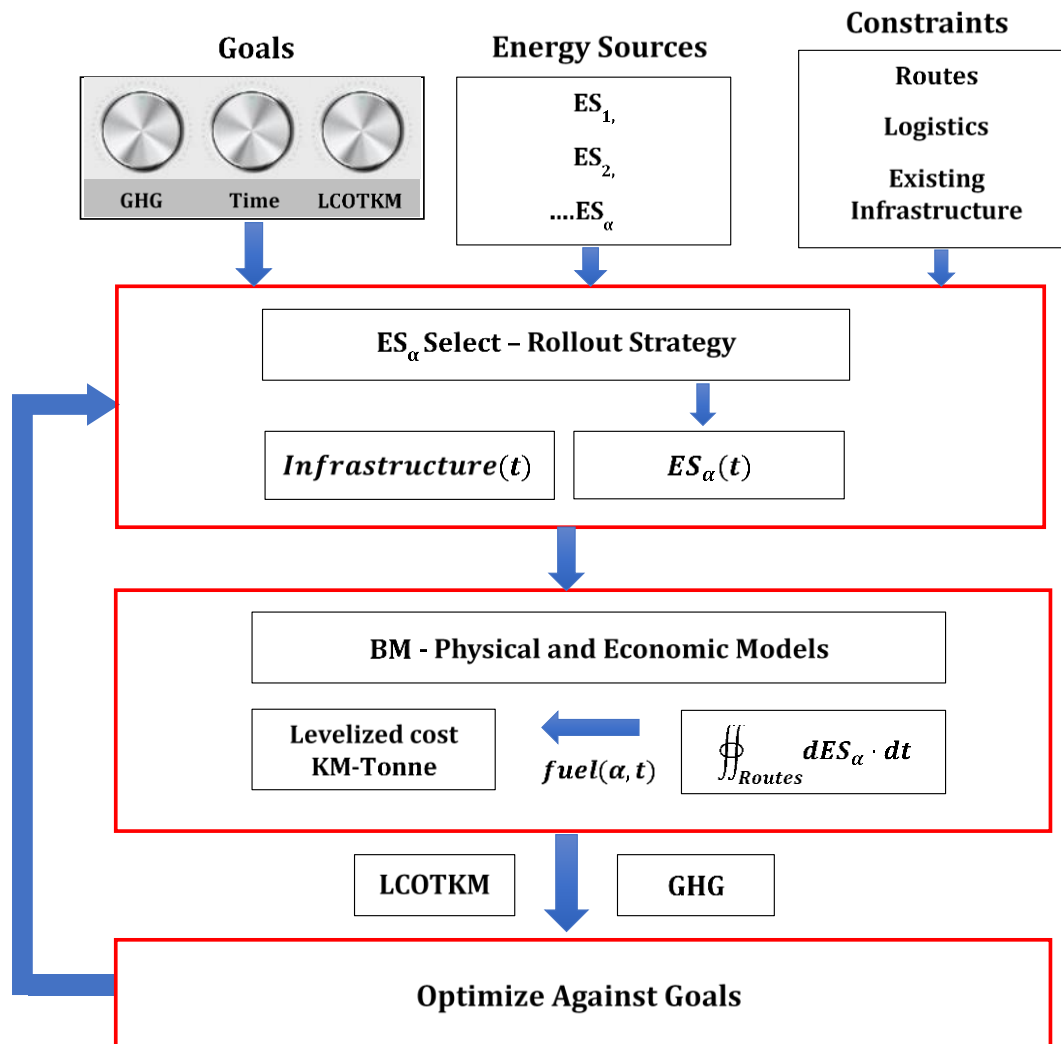 Goals
Energy Sources
Constraints
GHG
Time
LCOTKM
ES₁,
ES₂,
....ESα
Routes
Logistics
Existing
Infrastructure
ESα Select – Rollout Strategy
Infrastructure(t)
ESα(t)
BM - Physical and Economic Models
Levelized cost
KM-Tonne
fuel(α, t)
∯Routes dESα · dt
LCOTKM
GHG
Optimize Against Goals